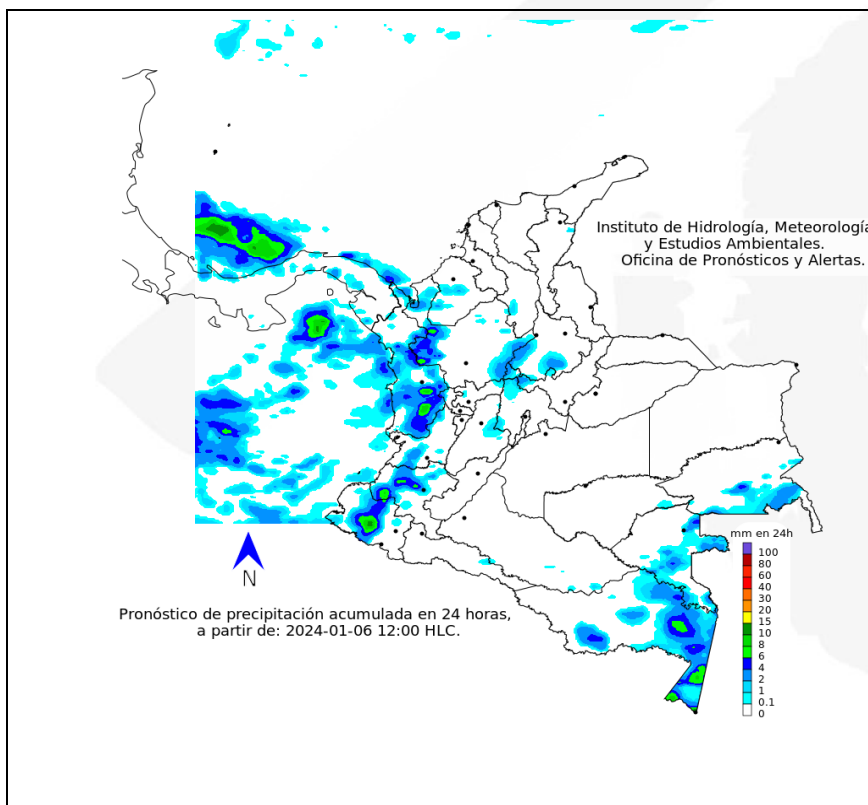 Instituto de Hidrología, Meteorología
y Estudios Ambientales.
Oficina de Pronósticos y Alertas.
N
Pronóstico de precipitación acumulada en 24 horas,
a partir de: 2024-01-06 12:00 HLC.
mm en 24h
100
80
60
40
30
20
15
10
8
6
4
2
1
0.1
0